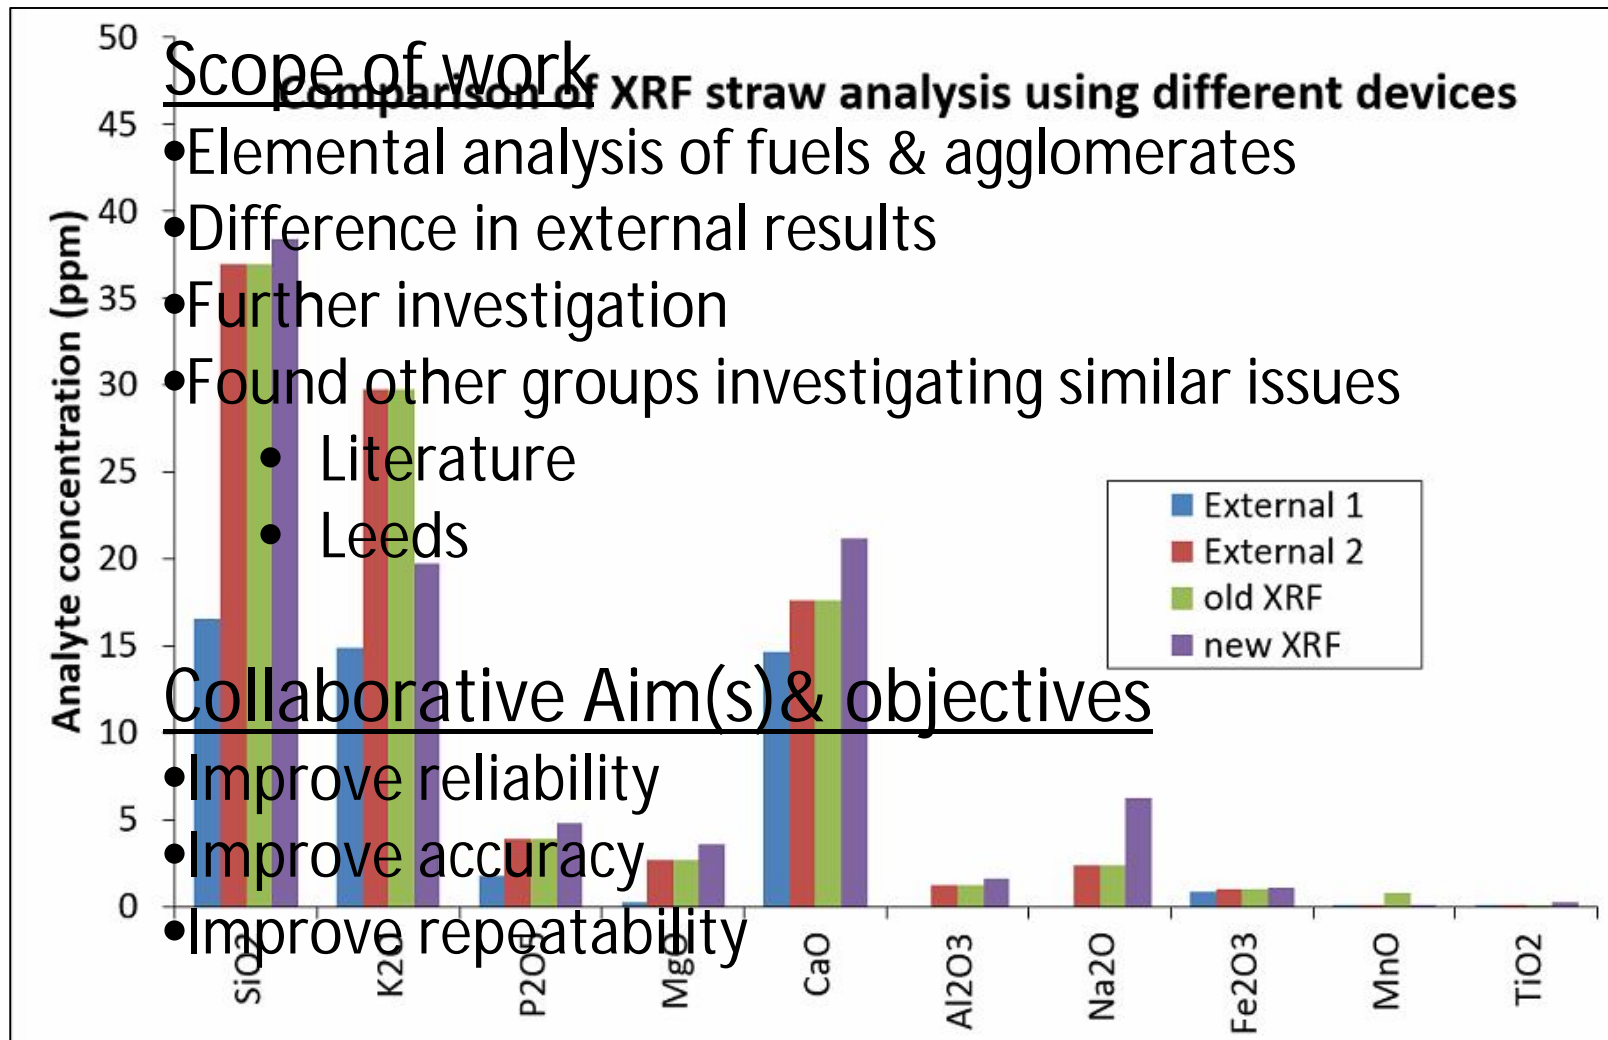 Scope of work
Comparison of XRF straw analysis using different devices
•Elemental analysis of fuels & agglomerates
•Difference in external results
•Further investigation
•Found other groups investigating similar issues
• Literature
• Leeds
Collaborative Aim(s)& objectives
•Improve reliability
•Improve accuracy
•Improve repeatability
Analyte concentration (ppm)
50
45
40
35
30
25
20
15
10
5
0
External 1
External 2
old XRF
new XRF
SiO2
K2O
P2O5
MgO
CaO
Al2O3
Na2O
Fe2O3
MnO
TiO2